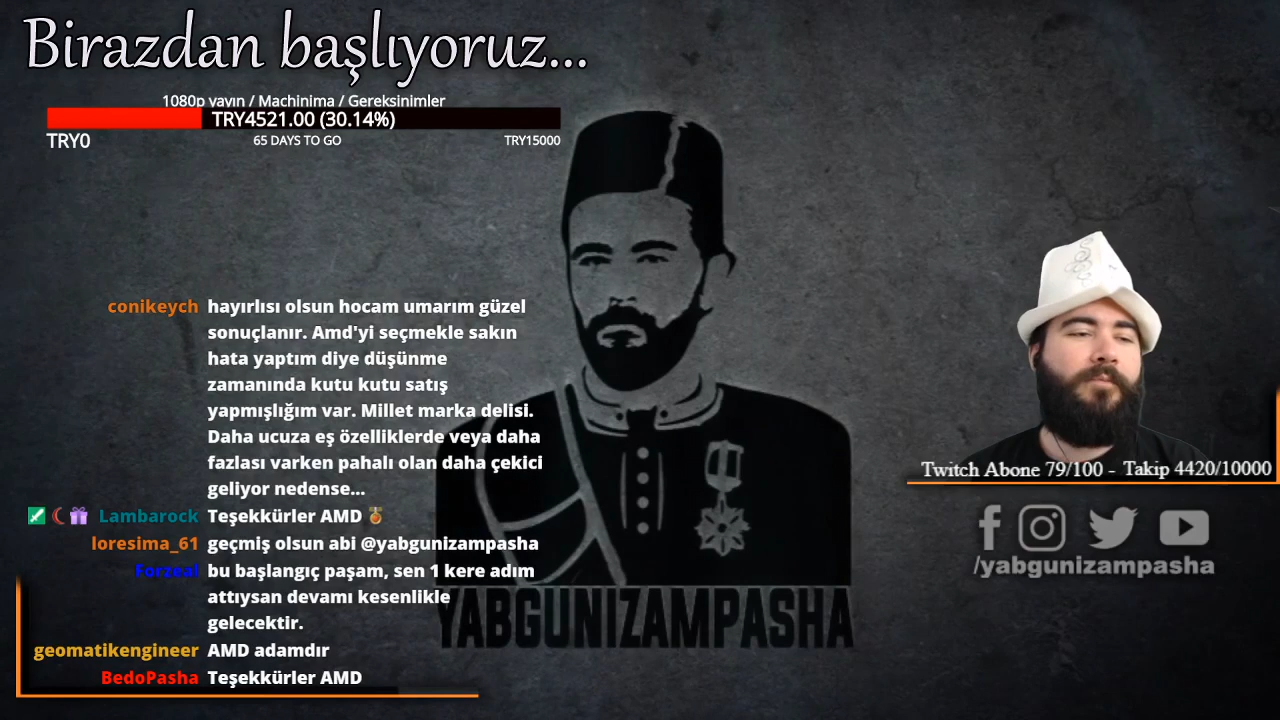 Birazdan başlıyoruz...
1080p yayın / Machinima / Gereksinimler
TRY4521.00 (30.14%)
TRY0
65 DAYS TO GO
TRY15000
conikeych hayırlısı olsun hocam umarım güzel
sonuçlanır. Amd'yi seçmekle sakın
hata yaptım diye düşünme
zamanında kutu kutu satış
yapmışlığım var. Millet marka delisi.
Daha ucuza eş özelliklerde veya daha
fazlası varken pahalı olan daha çekici
geliyor nedense...
Lambarock Teşekkürler AMD
loresima_61 geçmiş olsun abi @yabgunizampasha
Forzeal bu başlangıç paşam, sen 1 kere adım
attıysan devamı kesenlikle
gelecektir.
geomatikengineer AMD adamdır
BedoPasha Teşekkürler AMD
YABGUNIZAMPASHA
Twitch Abone 79/100 - Takip 4420/10000
/yabgunizampasha